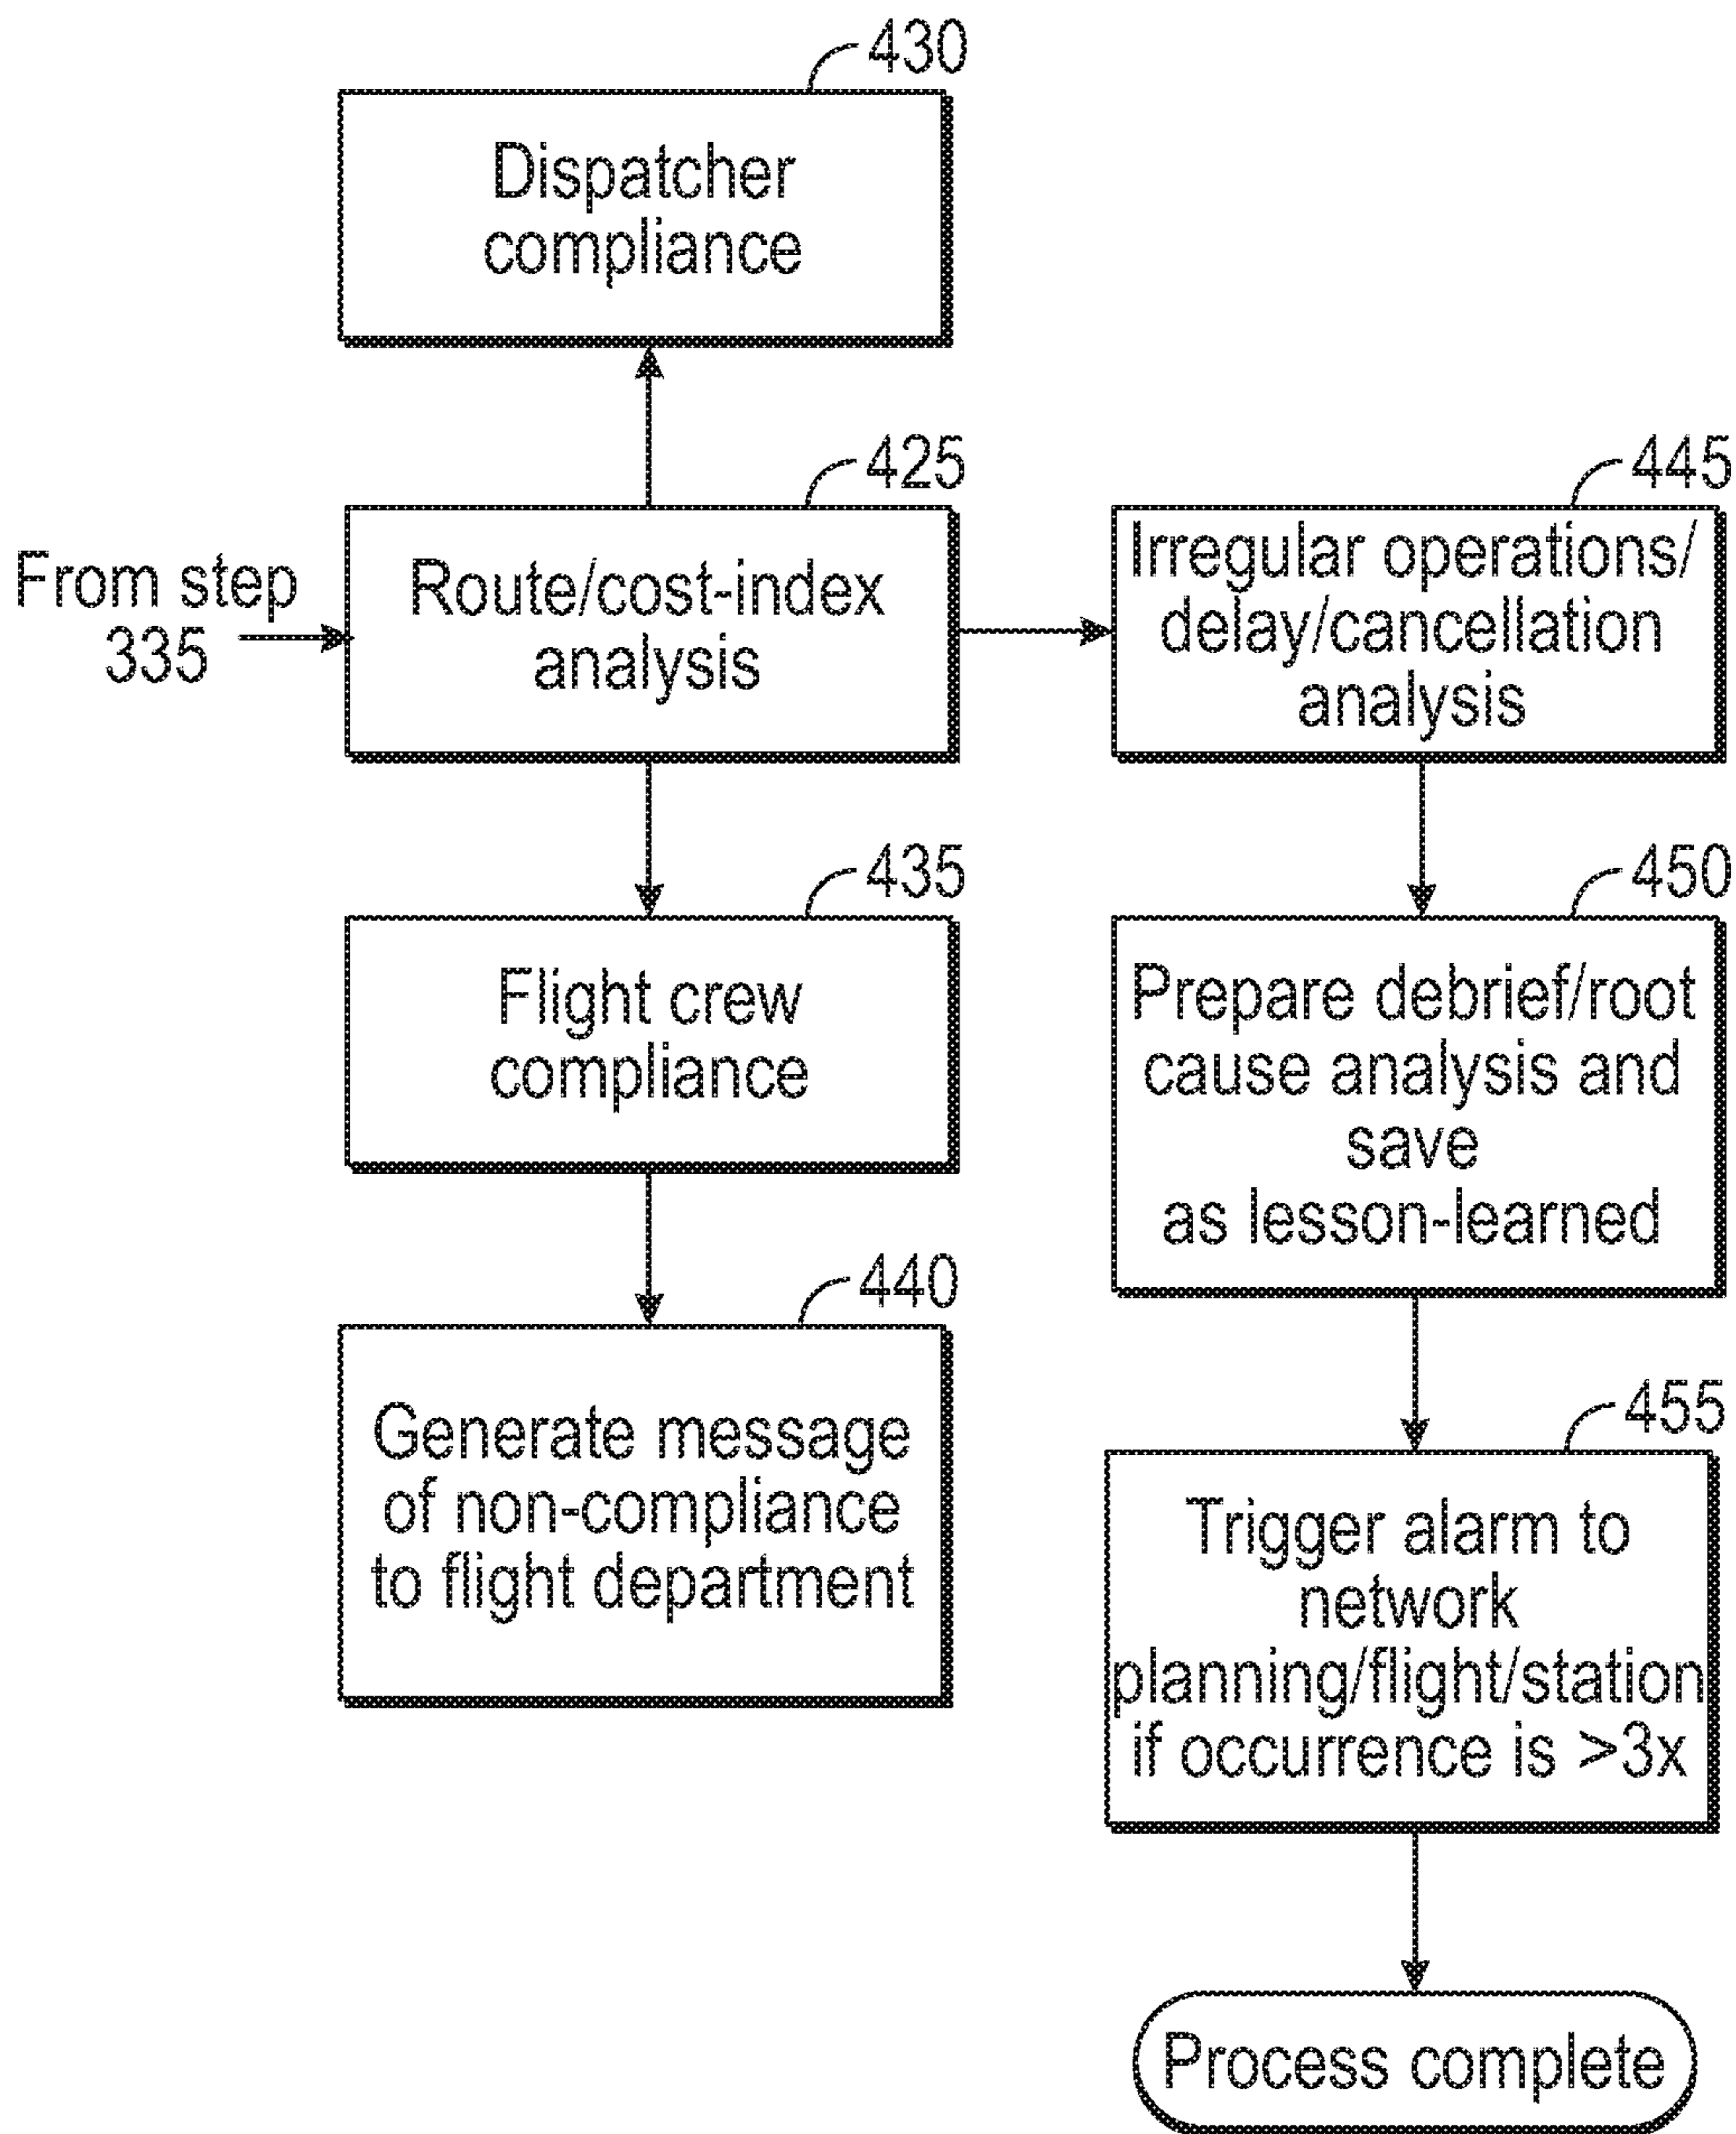 430
Dispatcher
compliance
425
445
From step
335
Route/cost-index
analysis
Irregular operations/
delay/cancellation
analysis
435
450
Flight crew
compliance
Prepare debrief/root
cause analysis and
save
as lesson-learned
440
455
Generate message
of non-compliance
to flight department
Trigger alarm to
network
planning/flight/station
if occurrence is >3x
Process complete